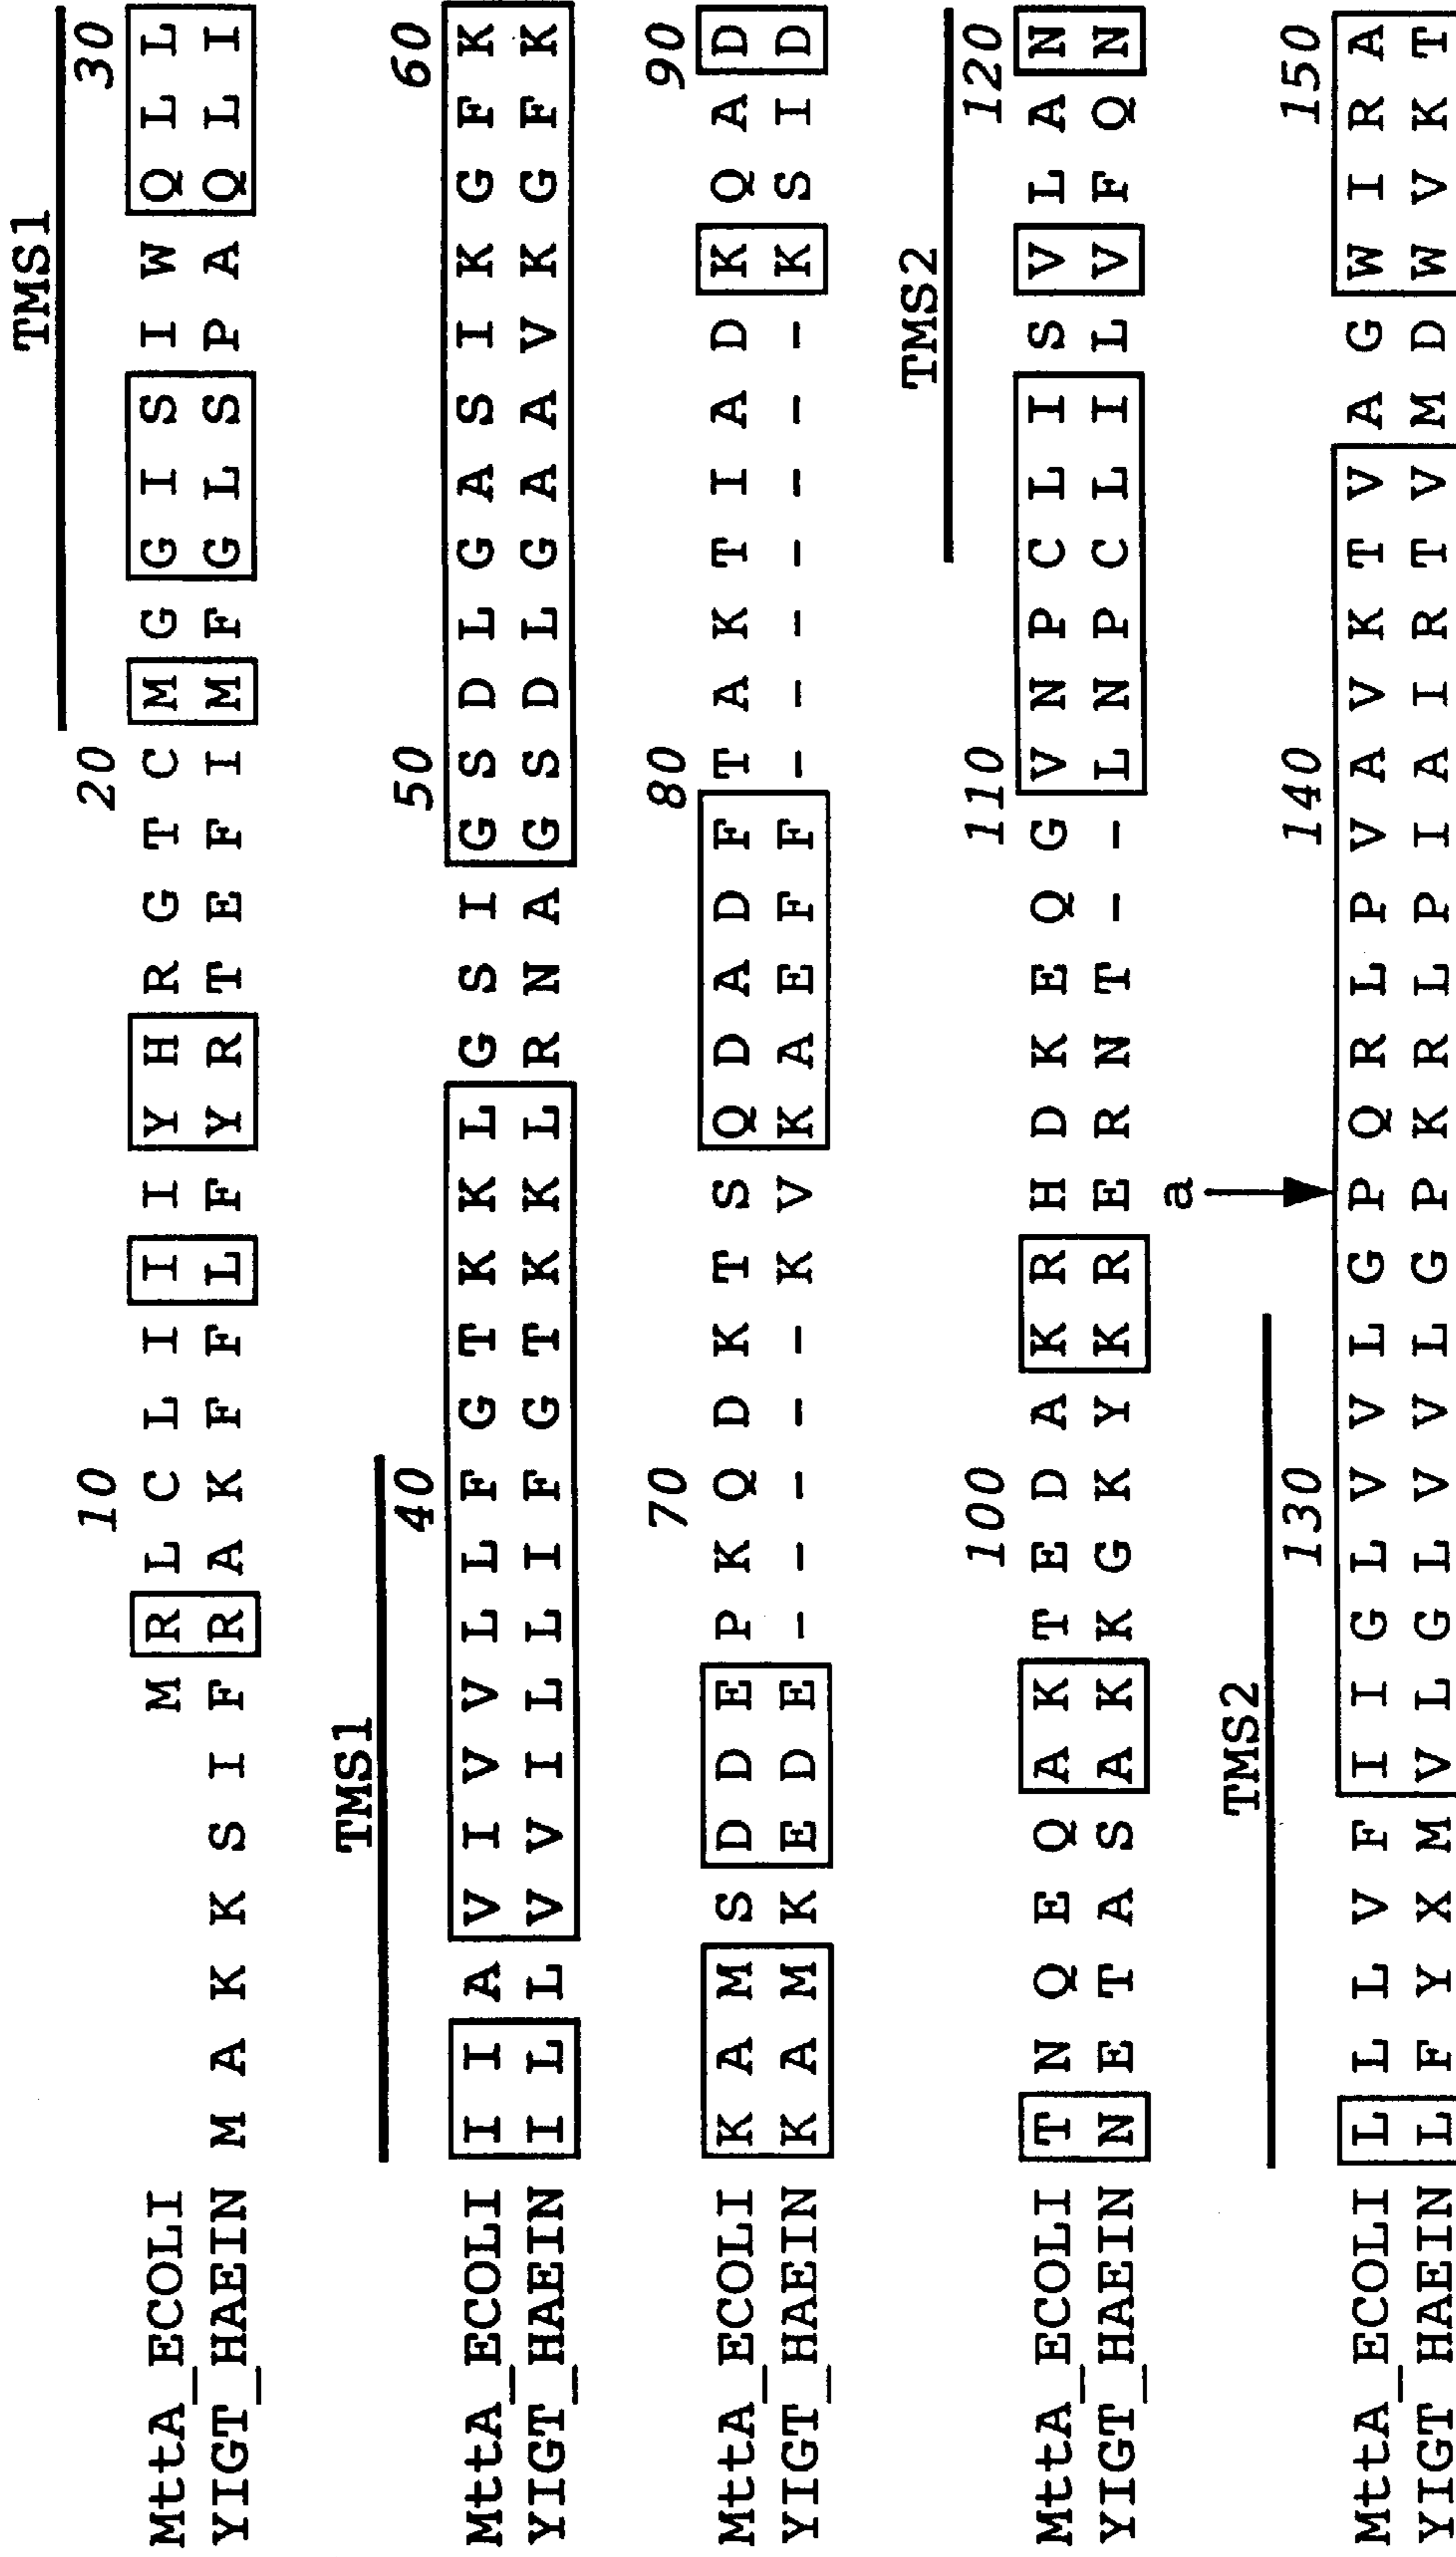 TMS1
10 20 30
MttA_ECOLI M R L C L I I I Y H R G T C M G G I S I W Q L L
YIGT_HAEIN M A K K S I F R A K F F L F Y R T E F I M F G L S P A Q L I
TMS1
40 50 60
MttA_ECOLI I I A V I V V L L F G T K K L G S I G S D L G A S I K G F K
YIGT_HAEIN I L L V V I L L I F G T K K L R N A G S D L G A A V K G F K
70 80 90
MttA_ECOLI K A M S D D E P K Q D K T S Q D A D F T A K T I A D K Q A D
YIGT_HAEIN K A M K E D E - - - - - K V K A E F F - - - - - - - K S I D
TMS2
100 110 120
MttA_ECOLI T N Q E Q A K T E D A K R H D K E Q G V N P C L I S V L A N
YIGT_HAEIN N E T A S A K K G K Y K R E R N T - - L N P C L I L V F Q N
TMS2 a
130 140 150
MttA_ECOLI L L L V F I I G L V V L G P Q R L P V A V K T V A G W I R A
YIGT_HAEIN L F Y X M V L G L V V L G P K R L P I A I R T V M D W V K T